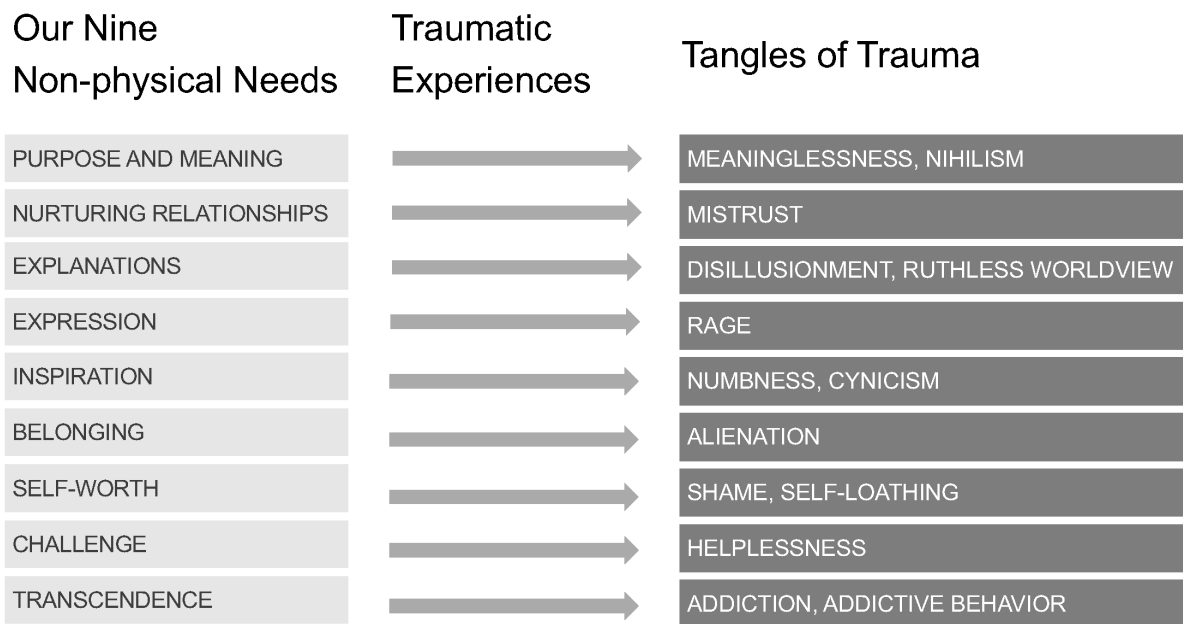 Our Nine
Non-physical Needs
Traumatic
Experiences
Tangles of Trauma
PURPOSE AND MEANING
MEANINGLESSNESS, NIHILISM
NURTURING RELATIONSHIPS
MISTRUST
EXPLANATIONS
DISILLUSIONMENT, RUTHLESS WORLDVIEW
EXPRESSION
RAGE
INSPIRATION
NUMBNESS, CYNICISM
BELONGING
ALIENATION
SELF-WORTH
SHAME, SELF-LOATHING
CHALLENGE
HELPLESSNESS
TRANSCENDENCE
ADDICTION, ADDICTIVE BEHAVIOR